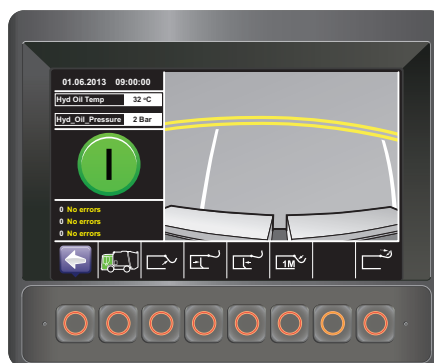 01.06.2013 09:00:00
Hyd Oil Temp 32 ºC
Hyd_Oil_Pressure 2 Bar
0 No errors
0 No errors
0 No errors
1M